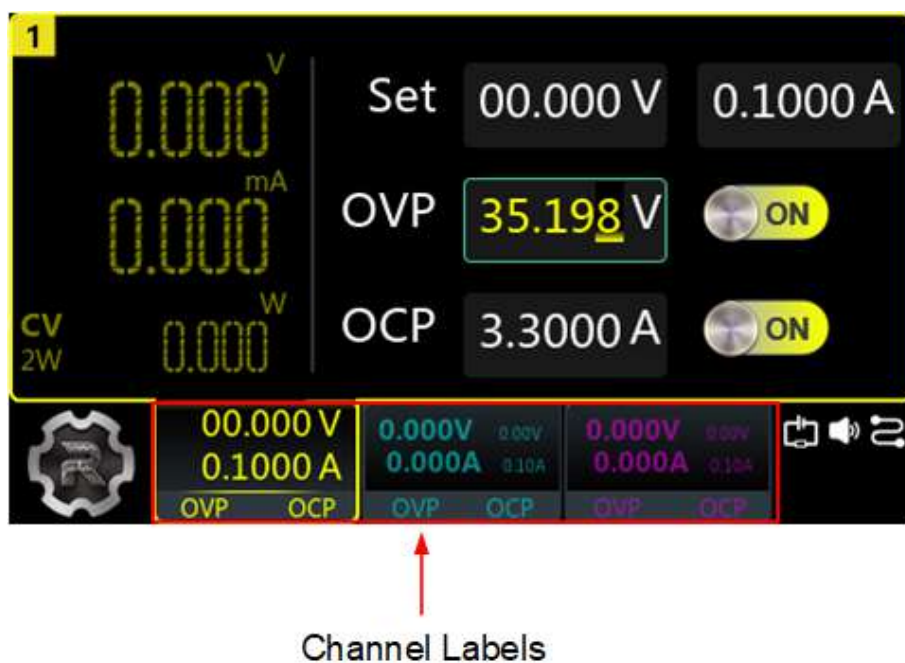 1
V
0.000
Set 00.000 V 0.1000 A
mA
0.000
OVP 35.198 V ON
W
CV
2W 0.000
OCP 3.3000 A ON
R
00.000 V 0.000V 0.00V 0.000V 0.00V
0.1000 A 0.000A 0.10A 0.000A 0.10A
OVP OCP OVP OCP OVP OCP
Channel Labels